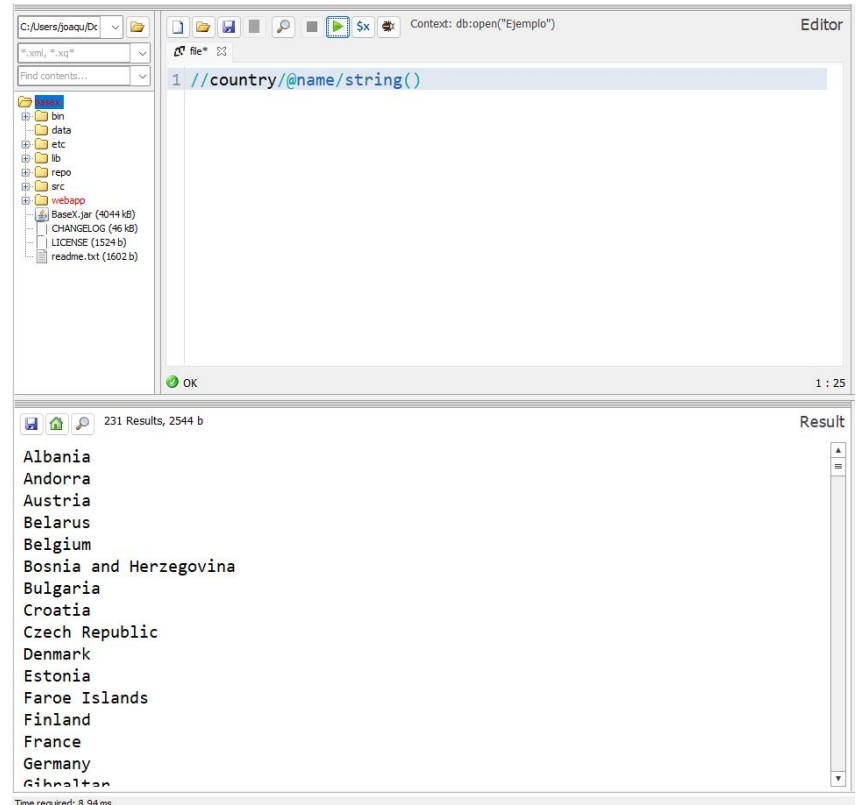 C:/Users/joaqu/Dc
Context: db:open("Ejemplo")
Editor
*.xml, *.xq*
file*
Find contents...
1 //country/@name/string()
basex
bin
data
etc
lib
repo
src
webapp
BaseX.jar (4044 kB)
CHANGELOG (46 kB)
LICENSE (1524 b)
readme.txt (1602 b)
OK
1 : 25
231 Results, 2544 b
Result
Albania
Andorra
Austria
Belarus
Belgium
Bosnia and Herzegovina
Bulgaria
Croatia
Czech Republic
Denmark
Estonia
Faroe Islands
Finland
France
Germany
Gibraltar
Time required: 8.94 ms